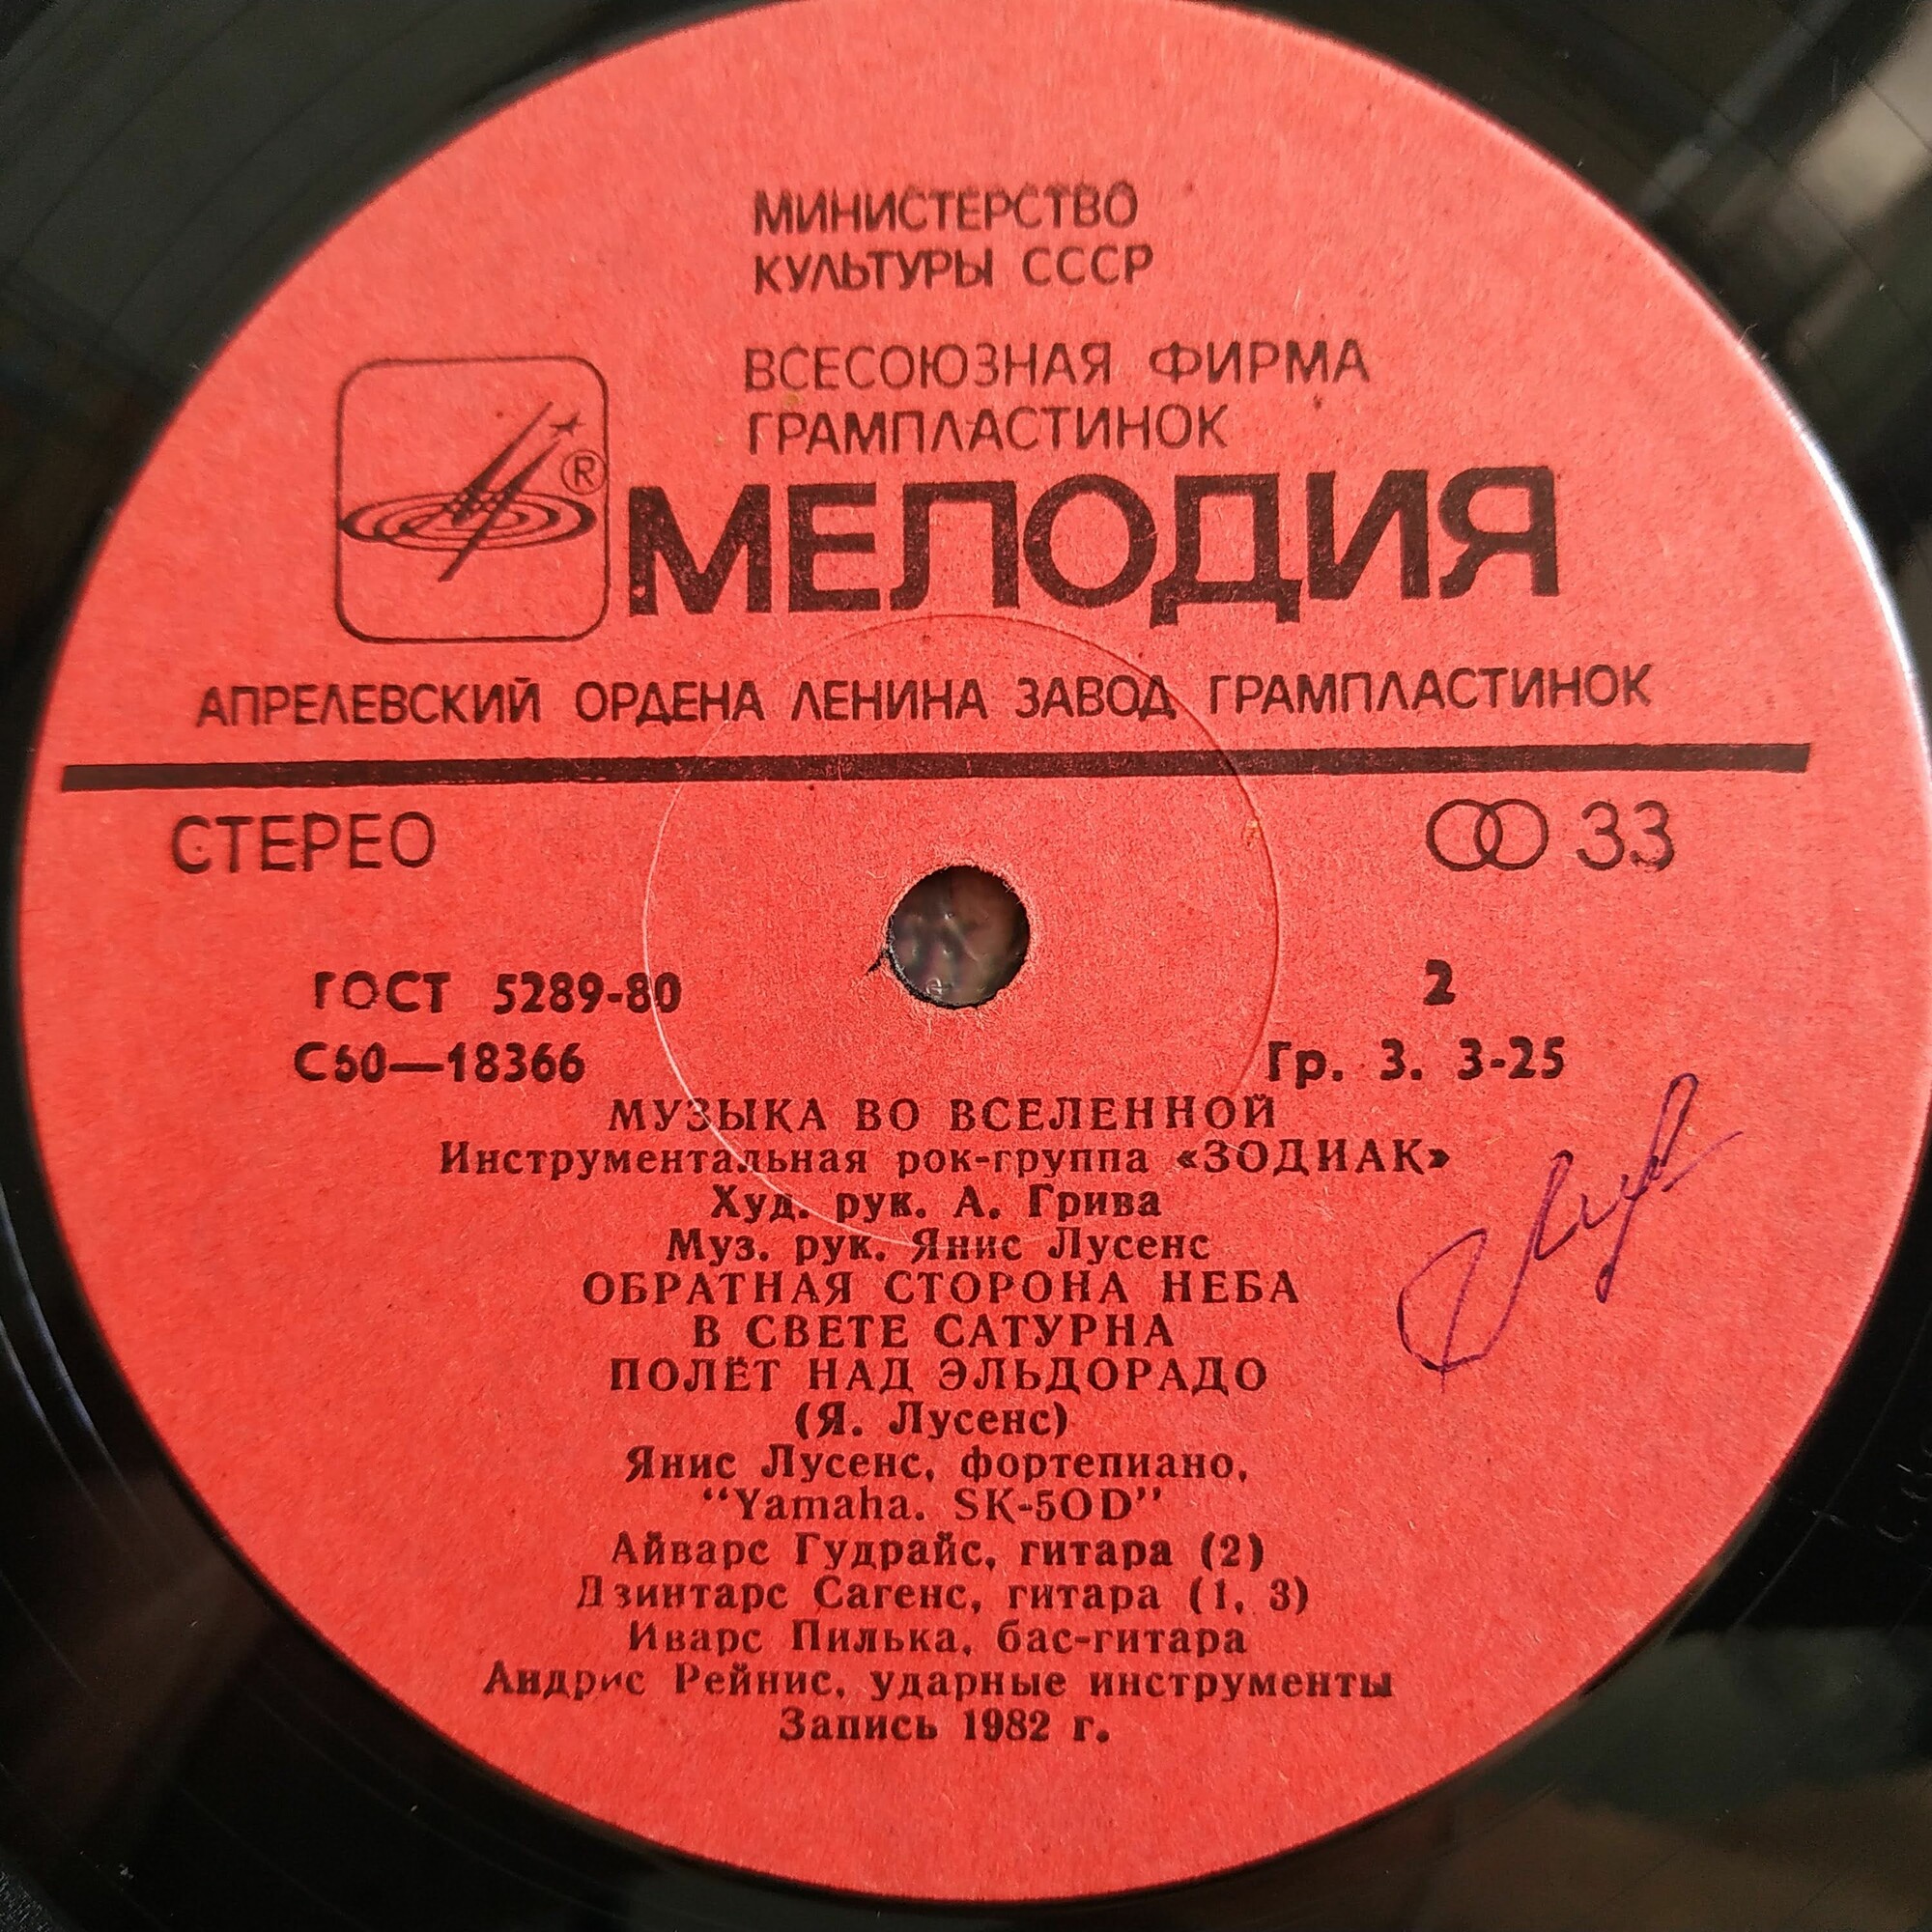 МИНИСТЕРСТВО
КУЛЬТУРЫ СССР
ВСЕСОЮЗНАЯ ФИРМА
ГРАМПЛАСТИНОК
®
МЕЛОДИЯ
АПРЕЛЕВСКИЙ ОРДЕНА ЛЕНИНА ЗАВОД ГРАМПЛАСТИНОК
СТЕРЕО 33
ГОСТ 5289-80 2
С60—18366 Гр. 3. 3-25
МУЗЫКА ВО ВСЕЛЕННОЙ
Инструментальная рок-группа «ЗОДИАК»
Худ. рук. А. Грива
Муз. рук. Янис Лусенс
ОБРАТНАЯ СТОРОНА НЕБА
В СВЕТЕ САТУРНА
ПОЛЁТ НАД ЭЛЬДОРАДО
(Я. Лусенс)
Янис Лусенс, фортепиано,
“Yamaha. SK-50D”
Айварс Гудрайс, гитара (2)
Дзинтарс Сагенс, гитара (1, 3)
Иварс Пилька, бас-гитара
Андрис Рейнис, ударные инструменты
Запись 1982 г.